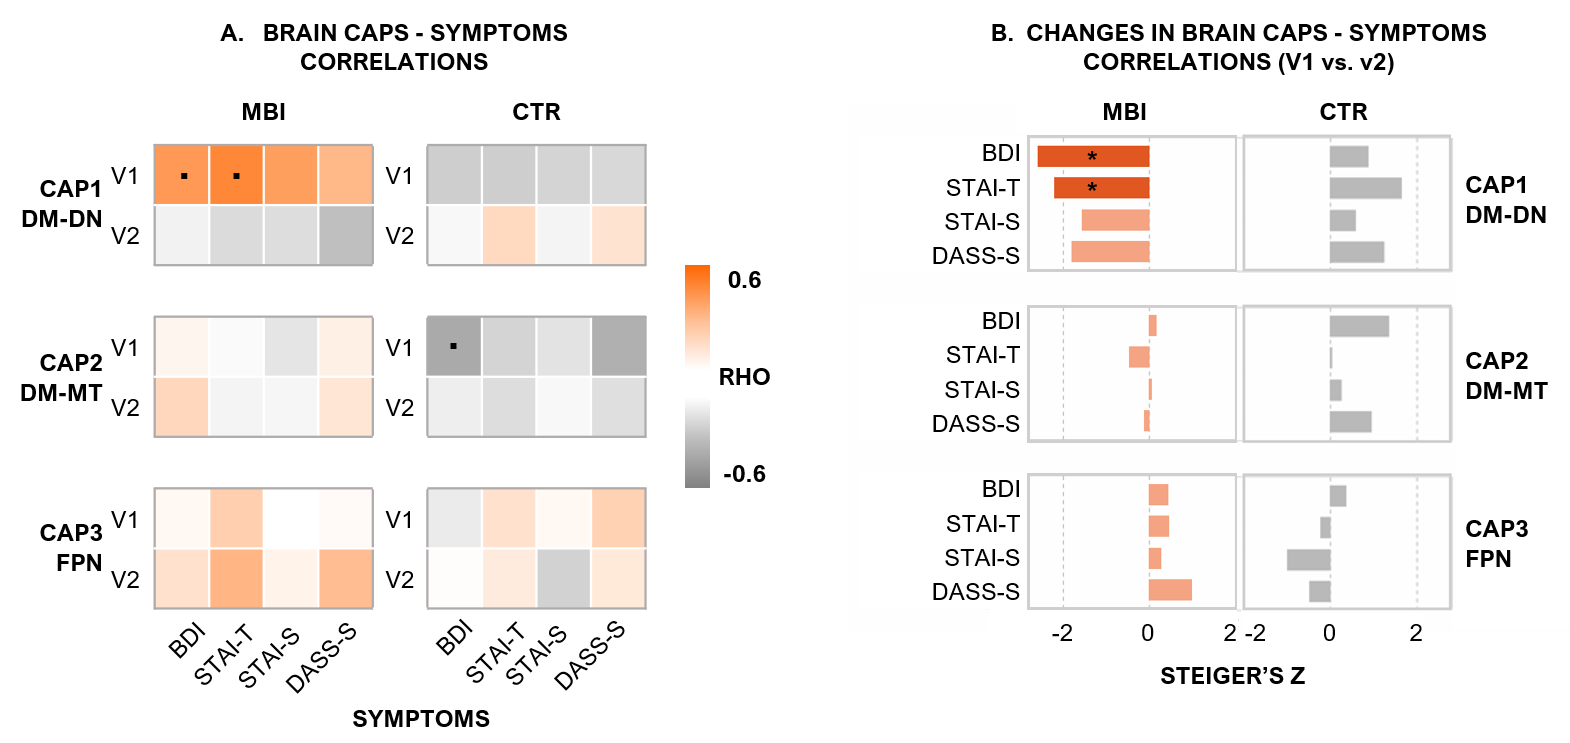 A. BRAIN CAPS - SYMPTOMS
CORRELATIONS
MBI
CTR
CAP1
DM-DN
V1
V2
V1
V2
CAP2
DM-MT
V1
V2
V1
V2
CAP3
FPN
V1
V2
V1
V2
BDI
STAI-T
STAI-S
DASS-S
BDI
STAI-T
STAI-S
DASS-S
SYMPTOMS
0.6
RHO
-0.6
B. CHANGES IN BRAIN CAPS - SYMPTOMS
CORRELATIONS (V1 vs. v2)
MBI
CTR
BDI
STAI-T
STAI-S
DASS-S
*
*
CAP1
DM-DN
BDI
STAI-T
STAI-S
DASS-S
CAP2
DM-MT
BDI
STAI-T
STAI-S
DASS-S
CAP3
FPN
-2 0 2 -2 0 2
STEIGER'S Z